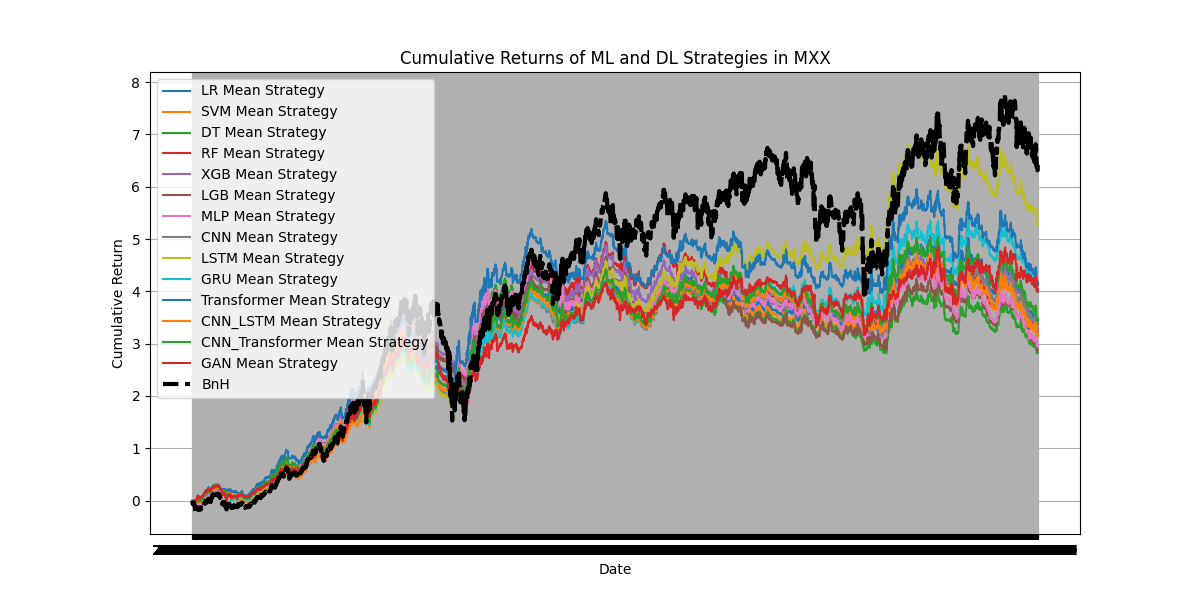 Cumulative Returns of ML and DL Strategies in MXX
8
7
6
5
4
3
2
1
0
Cumulative Return
LR Mean Strategy
SVM Mean Strategy
DT Mean Strategy
RF Mean Strategy
XGB Mean Strategy
LGB Mean Strategy
MLP Mean Strategy
CNN Mean Strategy
LSTM Mean Strategy
GRU Mean Strategy
Transformer Mean Strategy
CNN_LSTM Mean Strategy
CNN_Transformer Mean Strategy
GAN Mean Strategy
BnH
Date